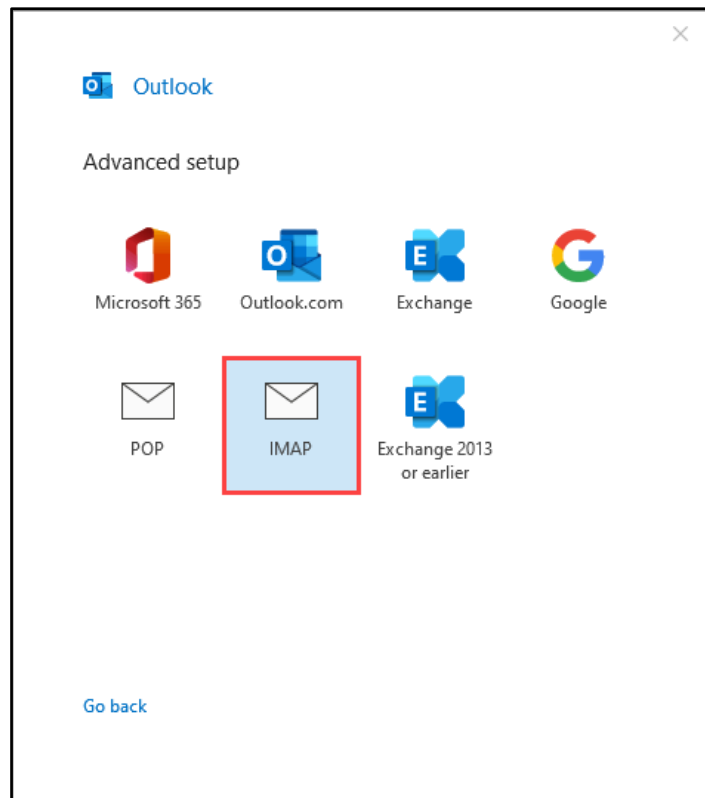 Outlook
Advanced setup
Microsoft 365
Outlook.com
Exchange
Google
POP
IMAP
Exchange 2013
or earlier
Go back